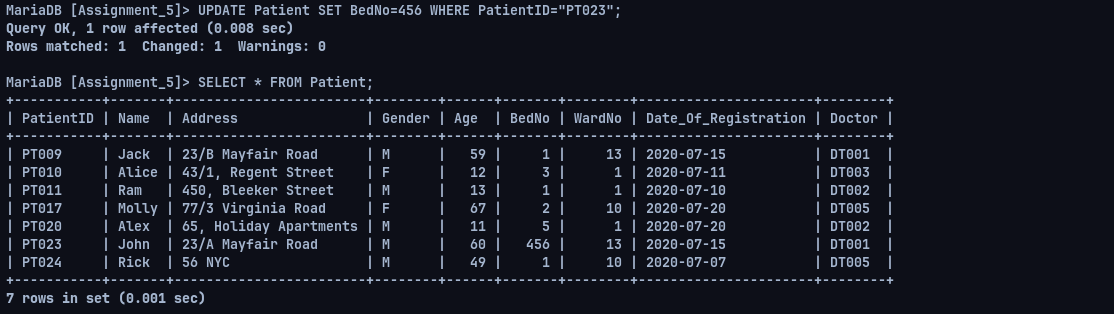 MariaDB [Assignment_5]> UPDATE Patient SET BedNo=456 WHERE PatientID="PT023";
Query OK, 1 row affected (0.008 sec)
Rows matched: 1  Changed: 1  Warnings: 0
MariaDB [Assignment_5]> SELECT * FROM Patient;
+-----------+-------+------------------------+--------+------+-------+--------+----------------------+--------+
| PatientID | Name  | Address                | Gender | Age  | BedNo | WardNo | Date_Of_Registration | Doctor |
+-----------+-------+------------------------+--------+------+-------+--------+----------------------+--------+
| PT009     | Jack  | 23/B Mayfair Road      | M      |   59 |     1 |     13 | 2020-07-15           | DT001  |
| PT010     | Alice | 43/1, Regent Street    | F      |   12 |     3 |      1 | 2020-07-11           | DT003  |
| PT011     | Ram   | 450, Bleeker Street    | M      |   13 |     1 |      1 | 2020-07-10           | DT002  |
| PT017     | Molly | 77/3 Virginia Road     | F      |   67 |     2 |     10 | 2020-07-20           | DT005  |
| PT020     | Alex  | 65, Holiday Apartments | M      |   11 |     5 |      1 | 2020-07-20           | DT002  |
| PT023     | John  | 23/A Mayfair Road      | M      |   60 |   456 |     13 | 2020-07-15           | DT001  |
| PT024     | Rick  | 56 NYC                 | M      |   49 |     1 |     10 | 2020-07-07           | DT005  |
+-----------+-------+------------------------+--------+------+-------+--------+----------------------+--------+
7 rows in set (0.001 sec)